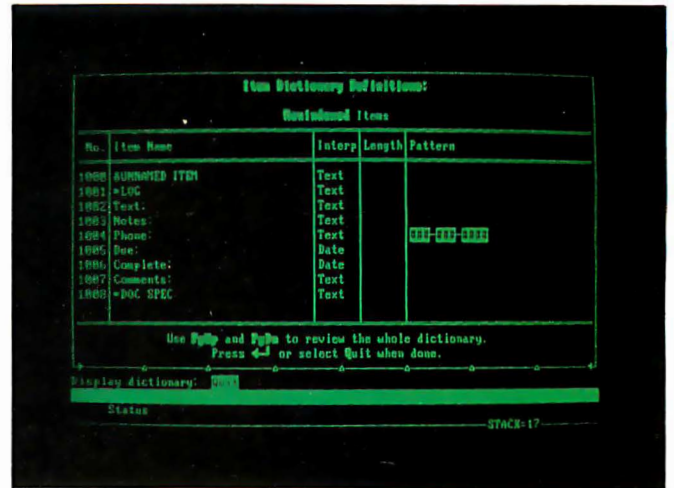 Item Dictionary Definitions:
Nonindexed Items
No. Item Name Interp Length Pattern
1000 &UNNAMED ITEM Text
1001 *LOG Text
1002 Text: Text
1003 Notes: Text
1004 Phone: Text ###-###-####
1005 Due: Date
1006 Complete: Date
1007 Comments: Text
1008 *DOC SPEC Text
Use PgUp and PgDn to review the whole dictionary.
Press ◄┘ or select Quit when done.
Display dictionary: Quit
Status
STACK=17